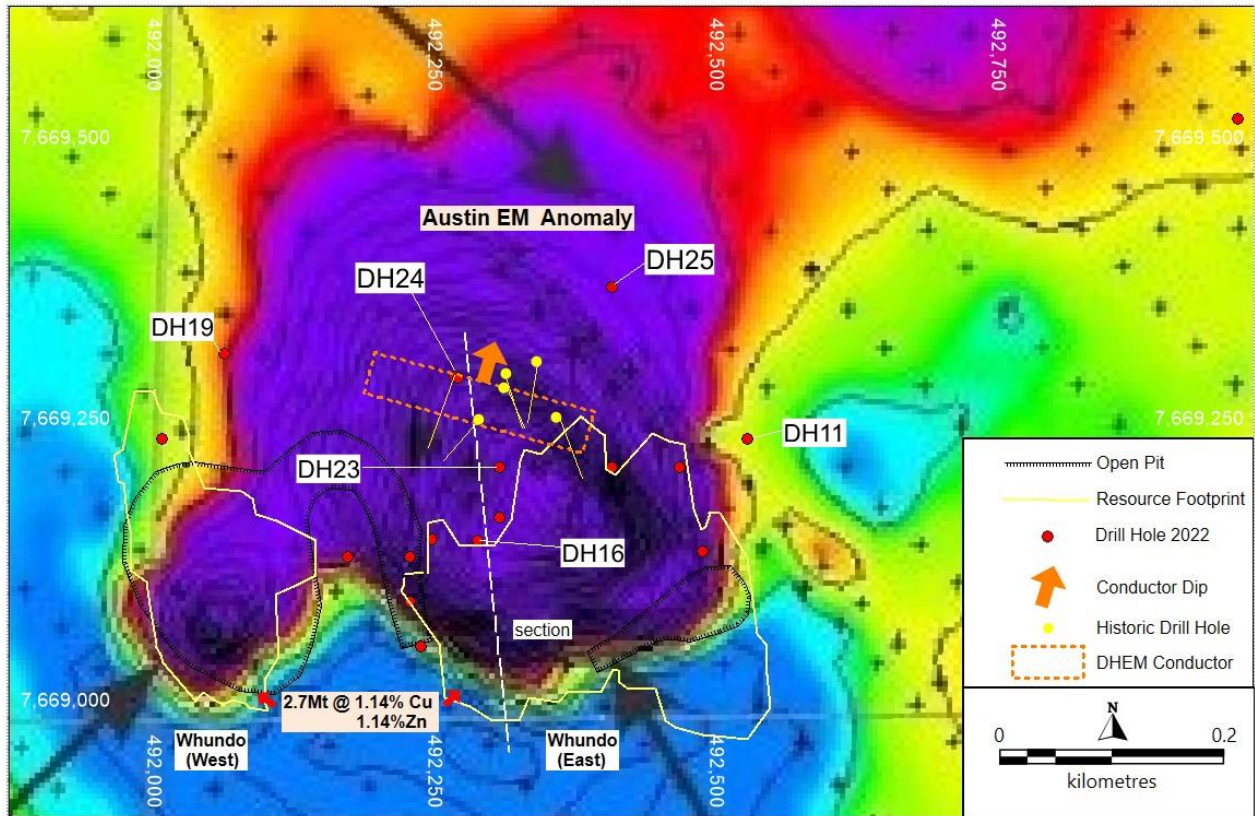 492,000
492,250
492,500
492,750
7,669,500
7,669,500
Austin EM Anomaly
DH25
DH24
DH19
7,669,250
7,669,250
DH11
DH23
DH16
section
7,669,000
2.7Mt @ 1.14% Cu
1.14%Zn
Whundo
(West)
Whundo
(East)
492,000
492,250
492,500
Open Pit
Resource Footprint
Drill Hole 2022
Conductor Dip
Historic Drill Hole
DHEM Conductor
N
0
0.2
kilometres